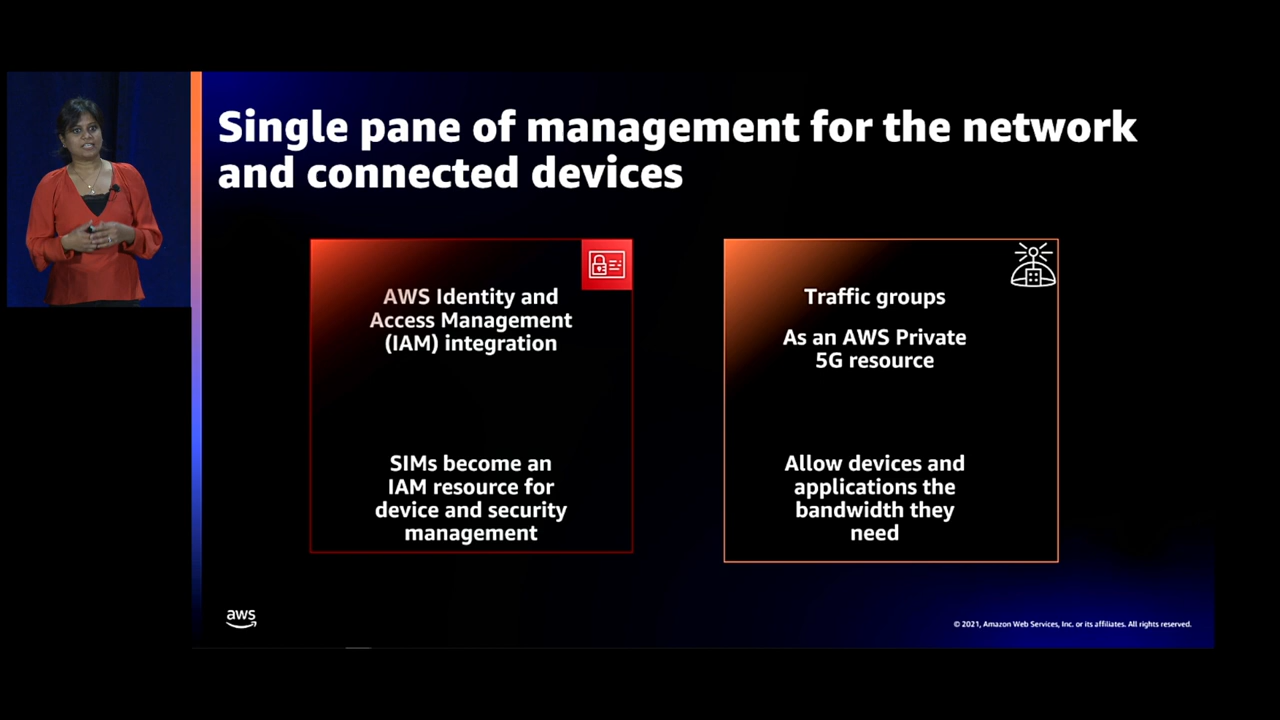 Single pane of management for the network
and connected devices
AWS Identity and
Access Management
(IAM) integration
SIMs become an
IAM resource for
device and security
management
Traffic groups
As an AWS Private
5G resource
Allow devices and
applications the
bandwidth they
need
aws
© 2021, Amazon Web Services, Inc. or its affiliates. All rights reserved.